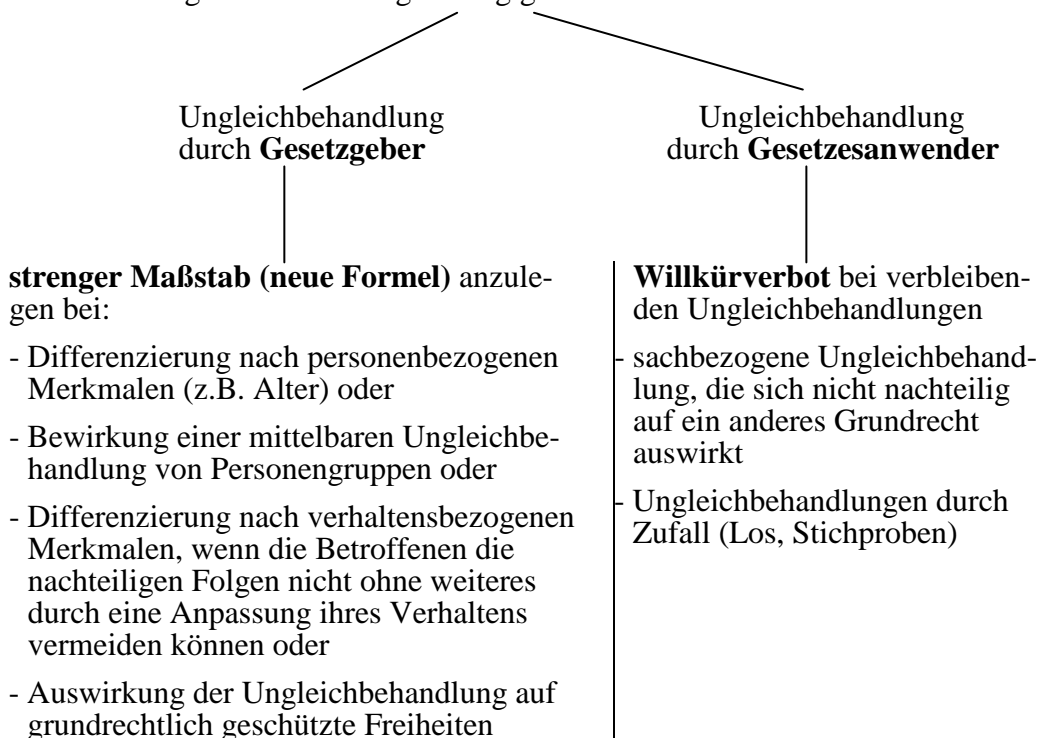 Ungleichbehandlung
durch Gesetzgeber
Ungleichbehandlung
durch Gesetzesanwender
strenger Maßstab (neue Formel) anzule-
gen bei:
- Differenzierung nach personenbezogenen
Merkmalen (z.B. Alter) oder
- Bewirkung einer mittelbaren Ungleichbe-
handlung von Personengruppen oder
- Differenzierung nach verhaltensbezogenen
Merkmalen, wenn die Betroffenen die
nachteiligen Folgen nicht ohne weiteres
durch eine Anpassung ihres Verhaltens
vermeiden können oder
- Auswirkung der Ungleichbehandlung auf
grundrechtlich geschützte Freiheiten
Willkürverbot bei verbleiben-
den Ungleichbehandlungen
- sachbezogene Ungleichbehand-
lung, die sich nicht nachteilig
auf ein anderes Grundrecht
auswirkt
- Ungleichbehandlungen durch
Zufall (Los, Stichproben)